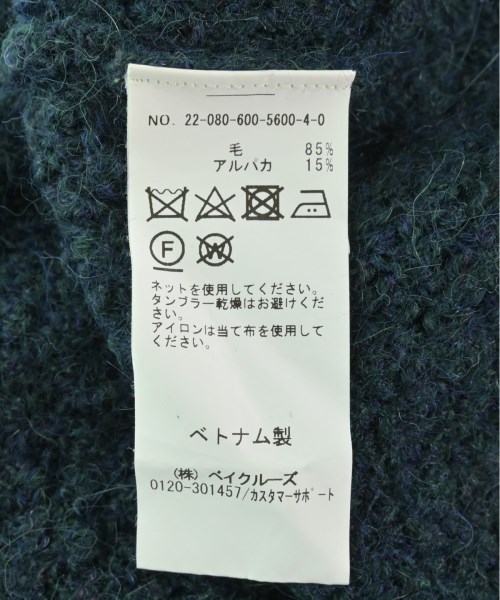 NO. 22-080-600-5600-4-0
毛 85%
アルパカ 15%
F W
ネットを使用してください。
タンブラー乾燥はお避けくだ
さい。
アイロンは当て布を使用して
ください。
ベトナム製
(株) ベイクルーズ
0120-301457/カスタマーサポート